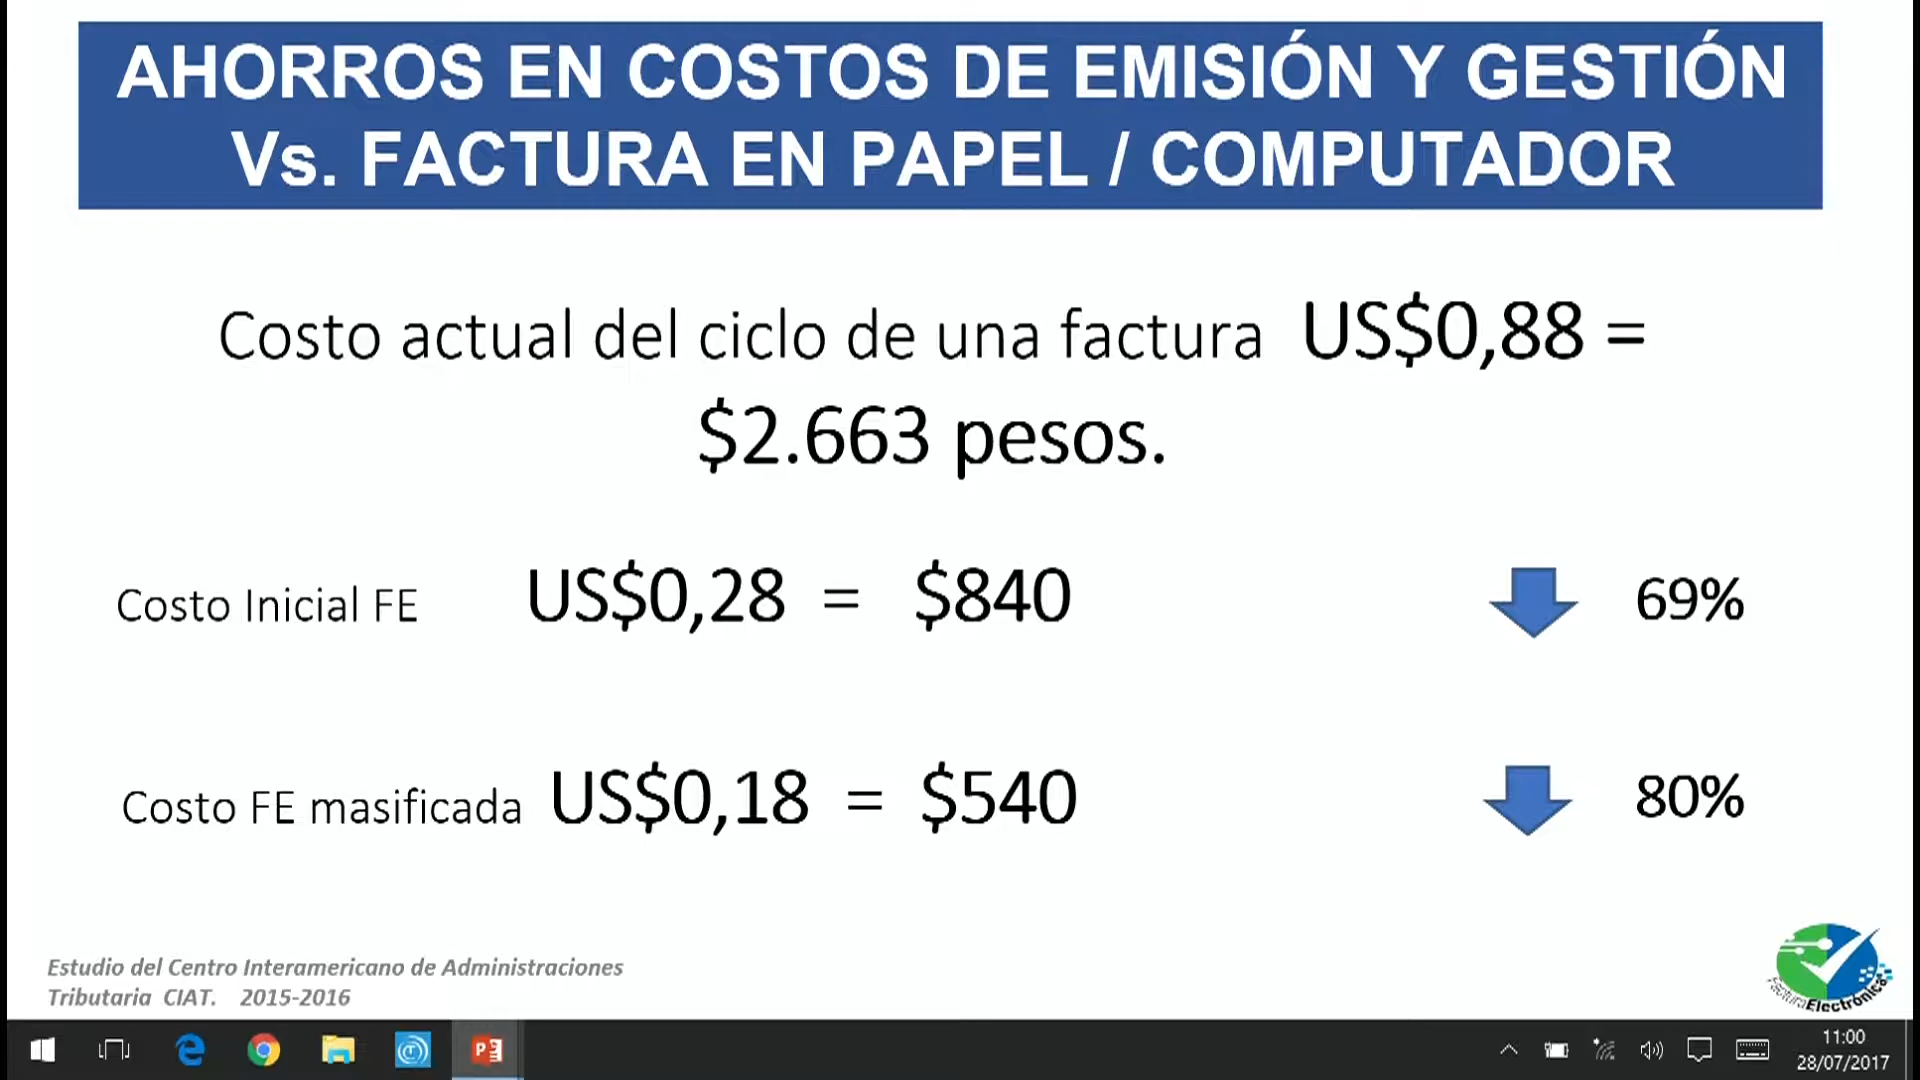 AHORROS EN COSTOS DE EMISIÓN Y GESTIÓN
Vs. FACTURA EN PAPEL / COMPUTADOR
Costo actual del ciclo de una factura US$0,88 =
$2.663 pesos.
Costo Inicial FE US$0,28 = $840 69%
Costo FE masificada US$0,18 = $540 80%
Estudio del Centro Interamericano de Administraciones
Tributaria CIAT. 2015-2016
FacturaElectrónica
11:00
28/07/2017